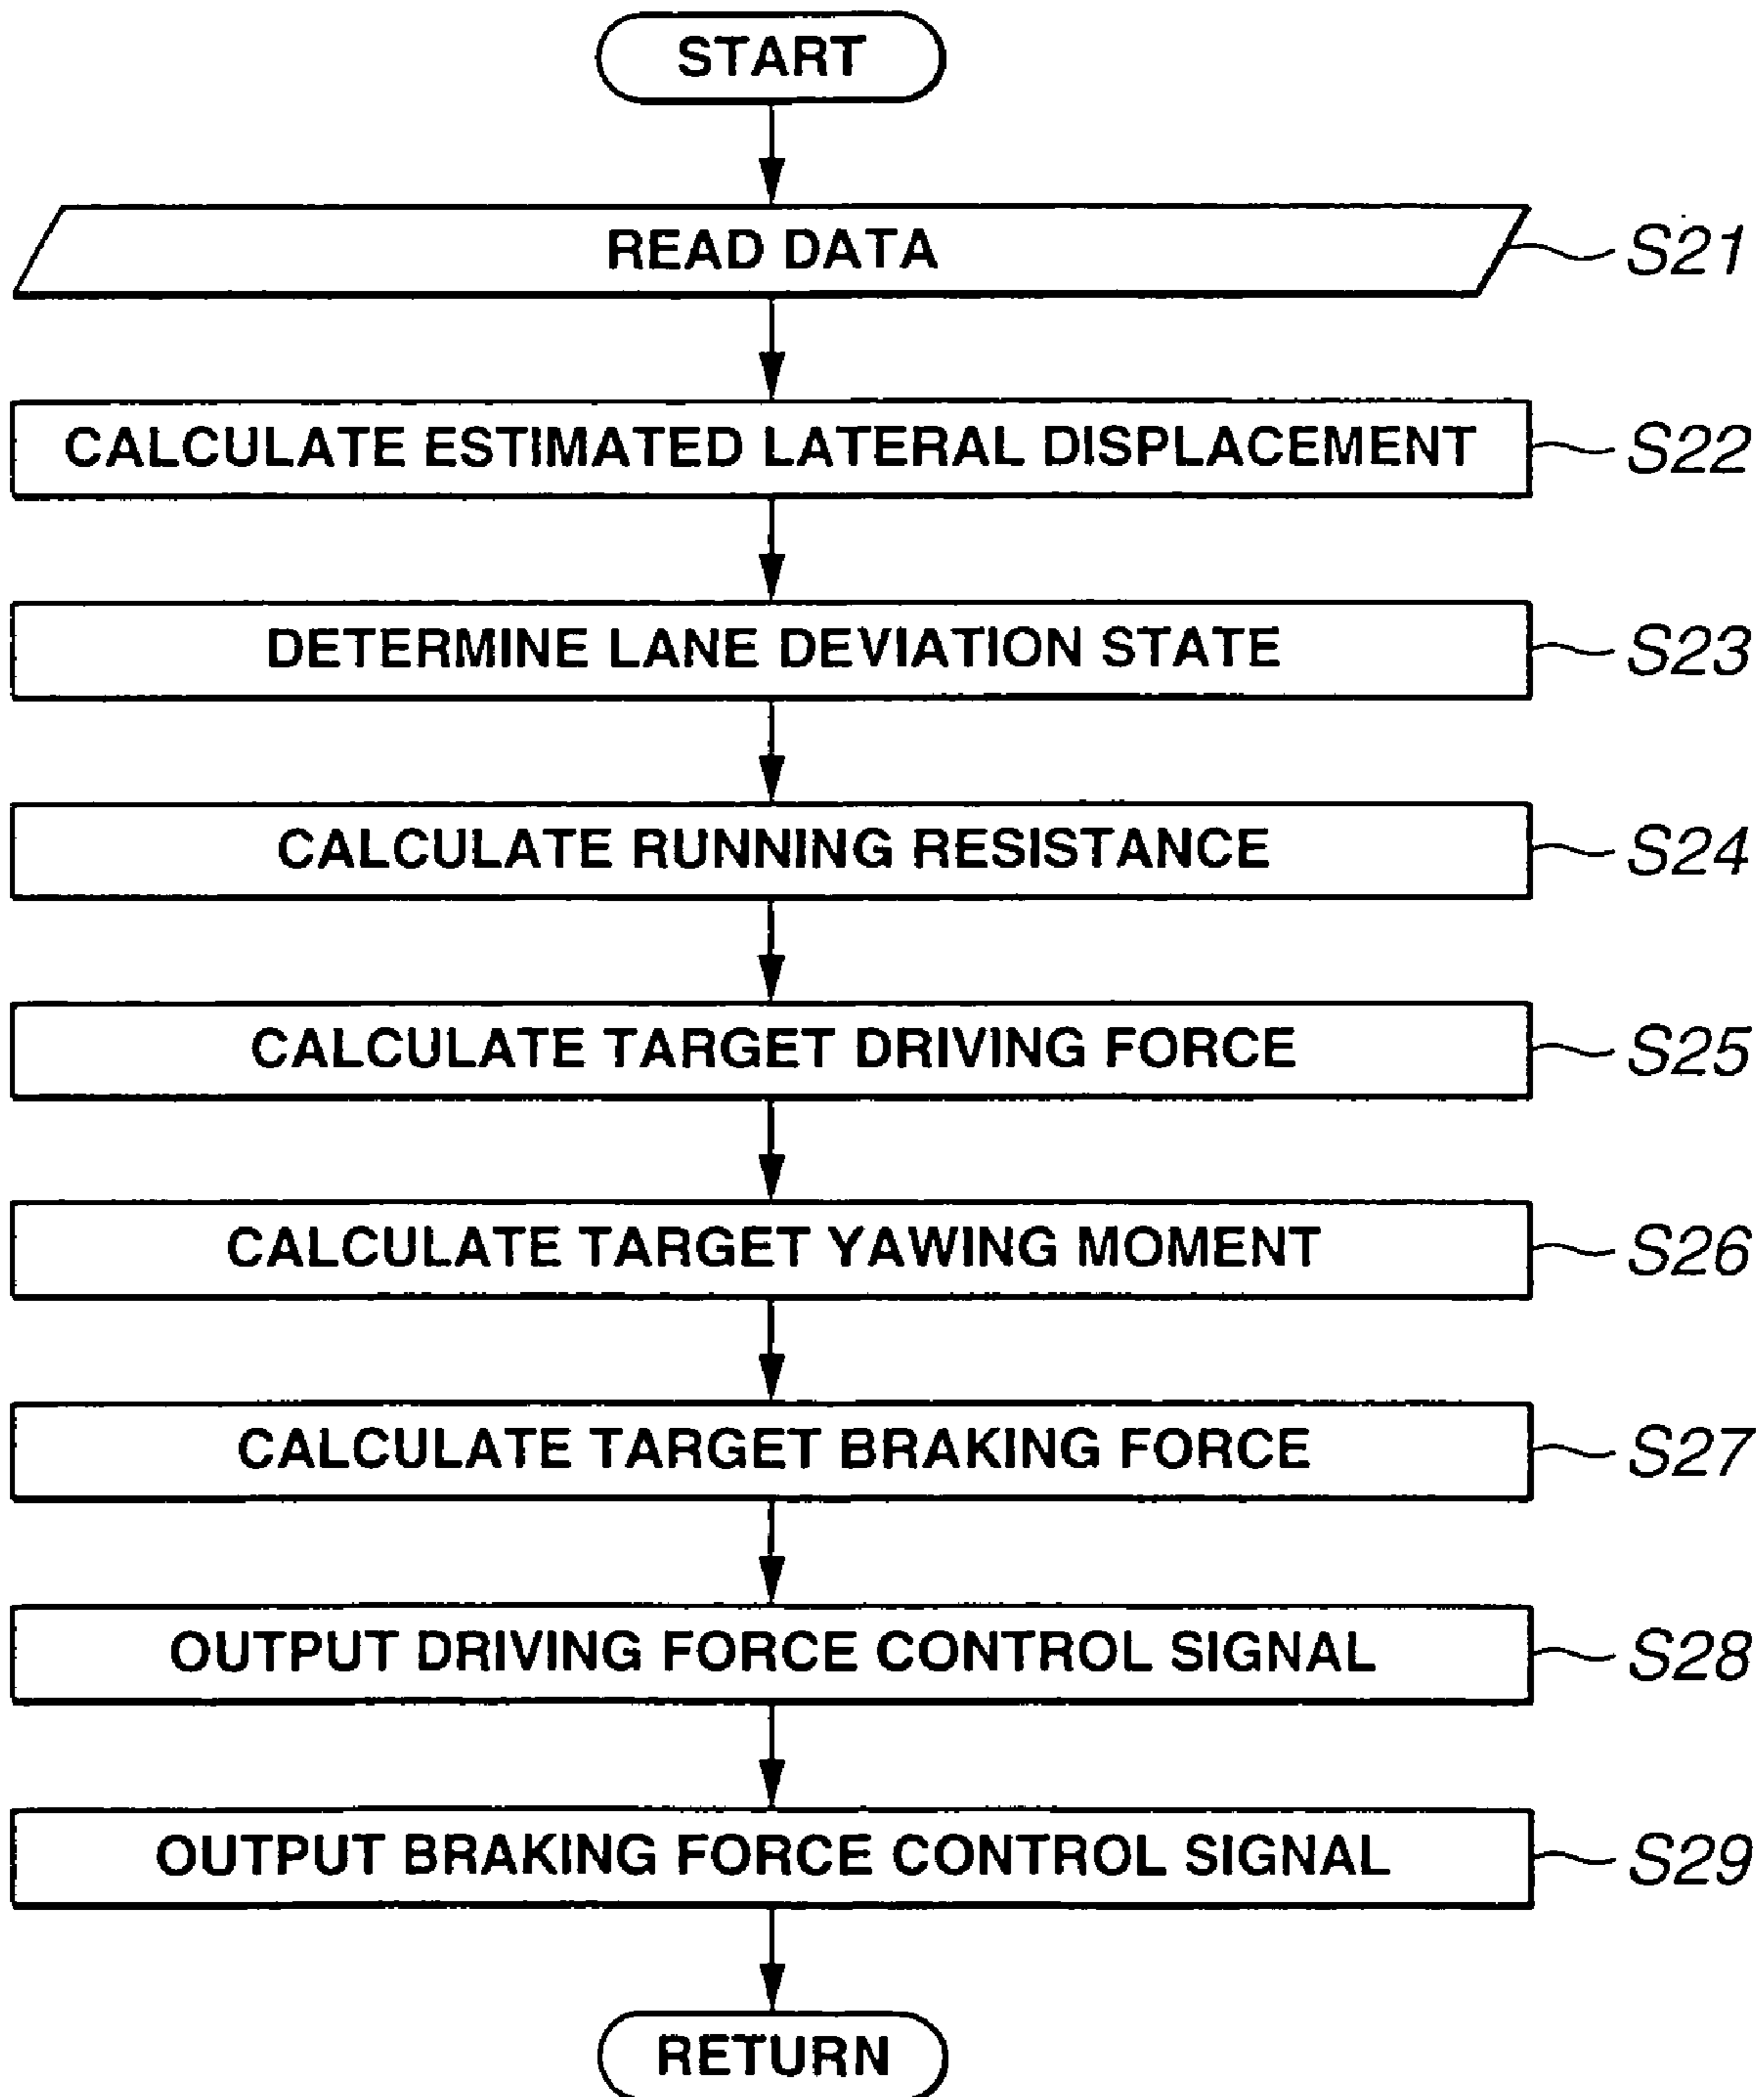 START
READ DATA S21
CALCULATE ESTIMATED LATERAL DISPLACEMENT S22
DETERMINE LANE DEVIATION STATE S23
CALCULATE RUNNING RESISTANCE S24
CALCULATE TARGET DRIVING FORCE S25
CALCULATE TARGET YAWING MOMENT S26
CALCULATE TARGET BRAKING FORCE S27
OUTPUT DRIVING FORCE CONTROL SIGNAL S28
OUTPUT BRAKING FORCE CONTROL SIGNAL S29
RETURN